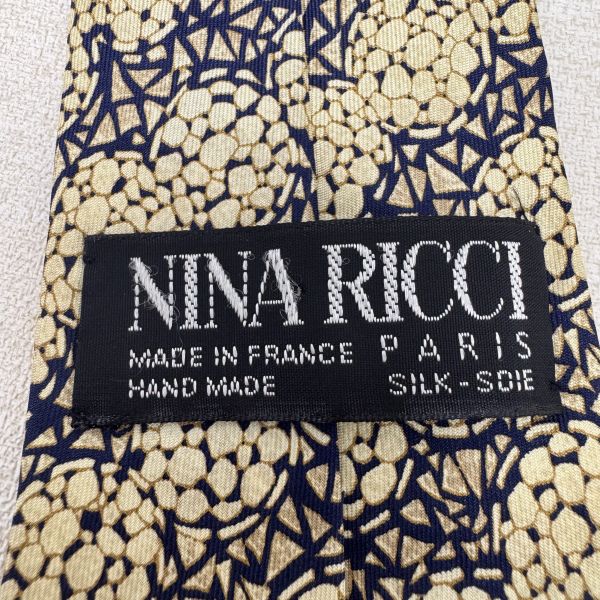 NINA RICCI
MADE IN FRANCE PARIS
HAND MADE SILK-SOIE